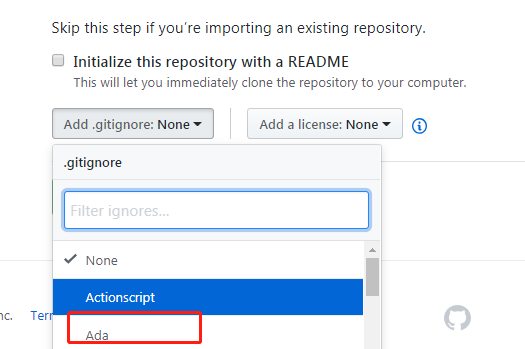 Skip this step if you're importing an existing repository.
Initialize this repository with a README
This will let you immediately clone the repository to your computer.
Add .gitignore: None
Add a license: None
.gitignore
Filter ignores...
None
Actionscript
nc.
Ter
Ada